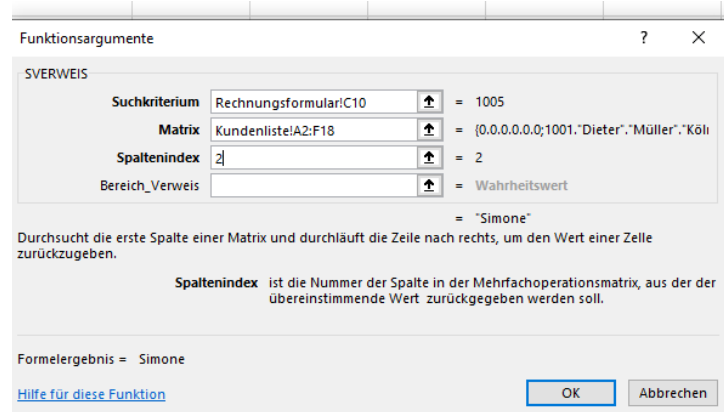 Funktionsargumente ? ×
SVERWEIS
Suchkriterium Rechnungsformular!C10 = 1005
Matrix Kundenliste!A2:F18 = {0.0.0.0.0.0;1001."Dieter"."Müller"."Köln
Spaltenindex 2 = 2
Bereich_Verweis = Wahrheitswert
= "Simone"
Durchsucht die erste Spalte einer Matrix und durchläuft die Zeile nach rechts, um den Wert einer Zelle
zurückzugeben.
Spaltenindex ist die Nummer der Spalte in der Mehrfachoperationsmatrix, aus der der
übereinstimmende Wert zurückgegeben werden soll.
Formelergebnis = Simone
Hilfe für diese Funktion OK Abbrechen